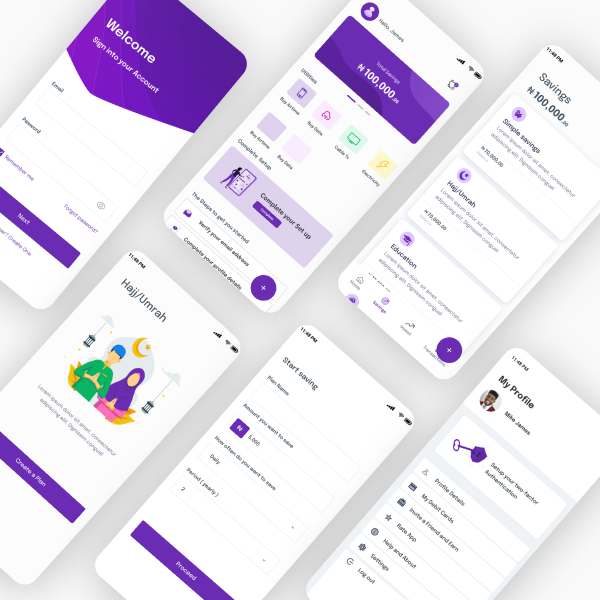 Welcome
Sign into your Account
Email
Password
Remember me
Forgot password?
Next
Create One
Hello, James
Total Savings
₦ 100,000.00
Utilities
Buy Airtime
Buy Data
Cable Tv
Electricity
Buy Airtime
Buy Data
Complete Setup
Complete your Set up
Complete
The Steps to get you started
Verify your email address
Complete your profile details
+
11:48 PM
Savings
₦ 100,000.00
Simple savings
Lorem ipsum dolor sit amet, consectetur
adipiscing elit. Dignissim congue!
₦70,000.00
Hajj/Umrah
Lorem ipsum dolor sit amet, consectetur
adipiscing elit. Dignissim congue!
₦70,000.00
Education
Lorem ipsum dolor sit amet, consectetur
adipiscing elit. Dignissim congue!
Home
Savings
Invest
Transactions
+
11:48 PM
Hajj/Umrah
Lorem ipsum dolor sit amet, consectetur
adipiscing elit. Dignissim congue!
Create a Plan
11:48 PM
Start saving
Plan Name
Amount you want to save
₦ 5,000
How often do you want to save
Daily
Period ( yearly )
2
Proceed
11:48 PM
My Profile
Mike James
Setup your two factor
Authentication
Profile Details
My Debit Cards
Invite a Friend and Earn
Rate App
Help and About
Settings
Log out